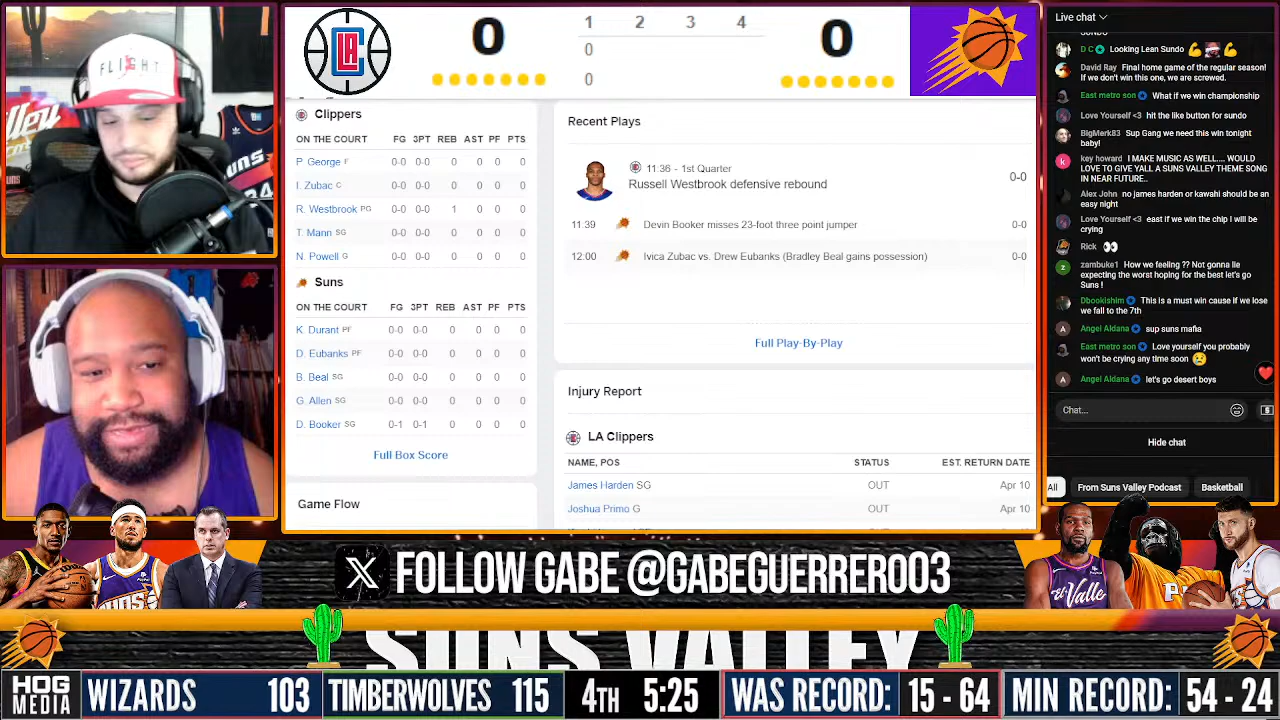 FLIGHT
SUNS
34
LA
0
1 2 3 4
0
0
0
Clippers
ON THE COURT FG 3PT REB AST PF PTS
P. George F 0-0 0-0 0 0 0 0
I. Zubac C 0-0 0-0 0 0 0 0
R. Westbrook PG 0-0 0-0 1 0 0 0
T. Mann SG 0-0 0-0 0 0 0 0
N. Powell G 0-0 0-0 0 0 0 0
Suns
ON THE COURT FG 3PT REB AST PF PTS
K. Durant PF 0-0 0-0 0 0 0 0
D. Eubanks PF 0-0 0-0 0 0 0 0
B. Beal SG 0-0 0-0 0 0 0 0
G. Allen SG 0-0 0-0 0 0 0 0
D. Booker SG 0-1 0-1 0 0 0 0
Full Box Score
Game Flow
Recent Plays
11:36 - 1st Quarter
Russell Westbrook defensive rebound 0-0
11:39 Devin Booker misses 23-foot three point jumper 0-0
12:00 Ivica Zubac vs. Drew Eubanks (Bradley Beal gains possession) 0-0
Full Play-By-Play
Injury Report
LA Clippers
NAME, POS STATUS EST. RETURN DATE
James Harden SG OUT Apr 10
Joshua Primo G OUT Apr 10
Live chat
SUNDO
D C Looking Lean Sundo 💪 💪
David Ray Final home game of the regular season!
If we don't win this one, we are screwed.
East metro son What if we win championship
Love Yourself <3 hit the like button for sundo
BigMerk83 Sup Gang we need this win tonight
baby!
key howard I MAKE MUSIC AS WELL.... WOULD
LOVE TO GIVE YALL A SUNS VALLEY THEME SONG
IN NEAR FUTURE..
Alex John no james harden or kawahi should be an
easy night
Love Yourself <3 east if we win the chip I will be
crying
Rick 👀
zambuke1 How we feeling ?? Not gonna lie
expecting the worst hoping for the best let's go
Suns !
Dbookishim This is a must win cause if we lose
we fall to the 7th
Angel Aldana sup suns mafia
East metro son Love yourself you probably
won't be crying any time soon 😢
Angel Aldana let's go desert boys
Chat...
Hide chat
All From Suns Valley Podcast Basketball
X FOLLOW GABE @GABEGUERRERO03
SUNS VALLEY
HOG
MEDIA
WIZARDS 103 TIMBERWOLVES 115 4TH 5:25 WAS RECORD: 15 - 64 MIN RECORD: 54 - 24